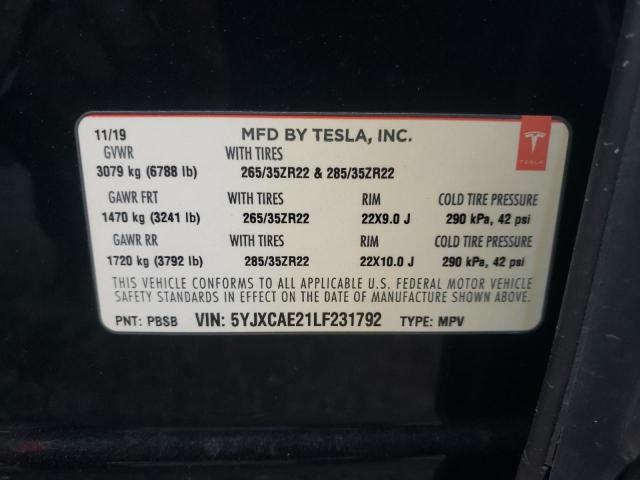 11/19 MFD BY TESLA, INC.
GVWR WITH TIRES
3079 kg (6788 lb) 265/35ZR22 & 285/35ZR22
TESLA
GAWR FRT WITH TIRES RIM COLD TIRE PRESSURE
1470 kg (3241 lb) 265/35ZR22 22X9.0 J 290 kPa, 42 psi
GAWR RR WITH TIRES RIM COLD TIRE PRESSURE
1720 kg (3792 lb) 285/35ZR22 22X10.0 J 290 kPa, 42 psi
THIS VEHICLE CONFORMS TO ALL APPLICABLE U.S. FEDERAL MOTOR VEHICLE
SAFETY STANDARDS IN EFFECT ON THE DATE OF MANUFACTURE SHOWN ABOVE.
PNT: PBSB VIN: 5YJXCAE21LF231792 TYPE: MPV